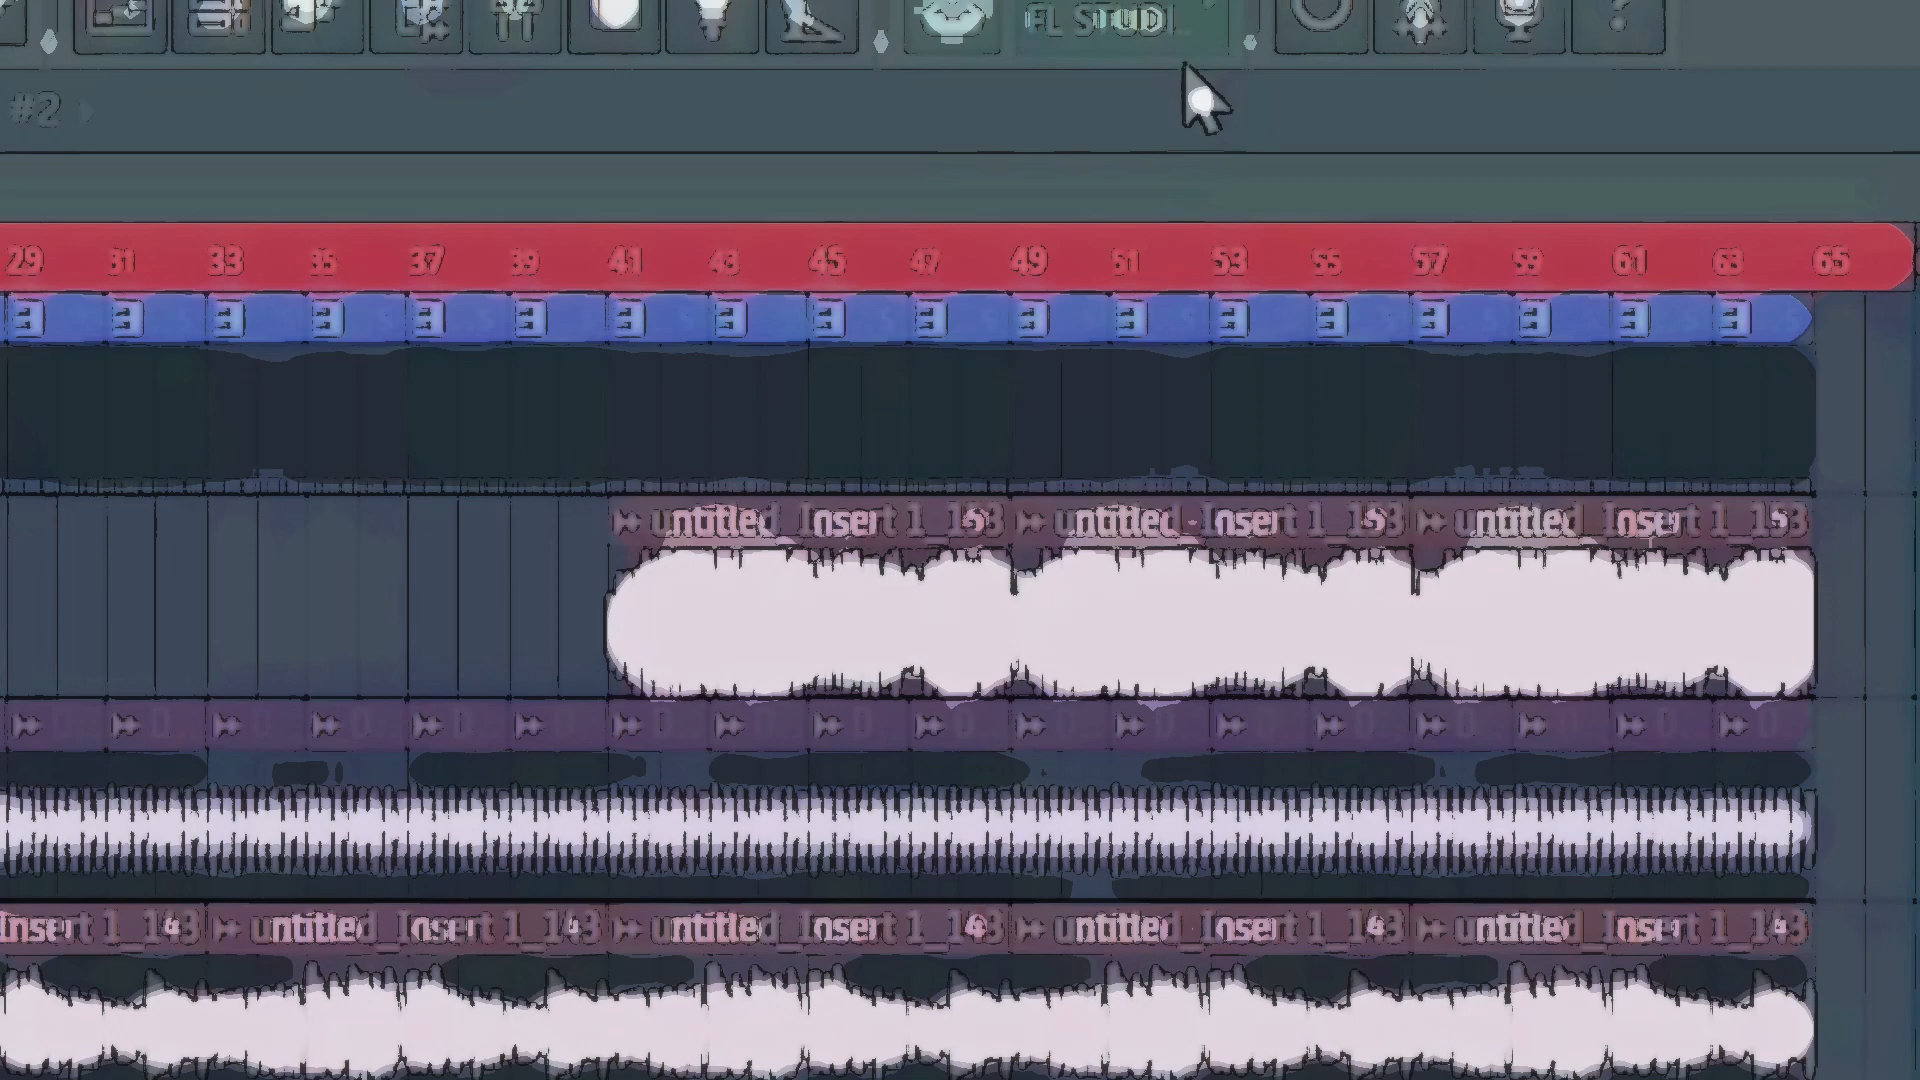 FL STUDI
#2
29 31 33 35 37 39 41 43 45 47 49 51 53 55 57 59 61 63 65
E E E E E E E E E E E E E E E E E E
untitled_Insert 1_153 untitled_Insert 1_153 untitled_Insert 1_153
Insert 1_143 untitled_Insert 1_143 untitled_Insert 1_143 untitled_Insert 1_143 untitled_Insert 1_143